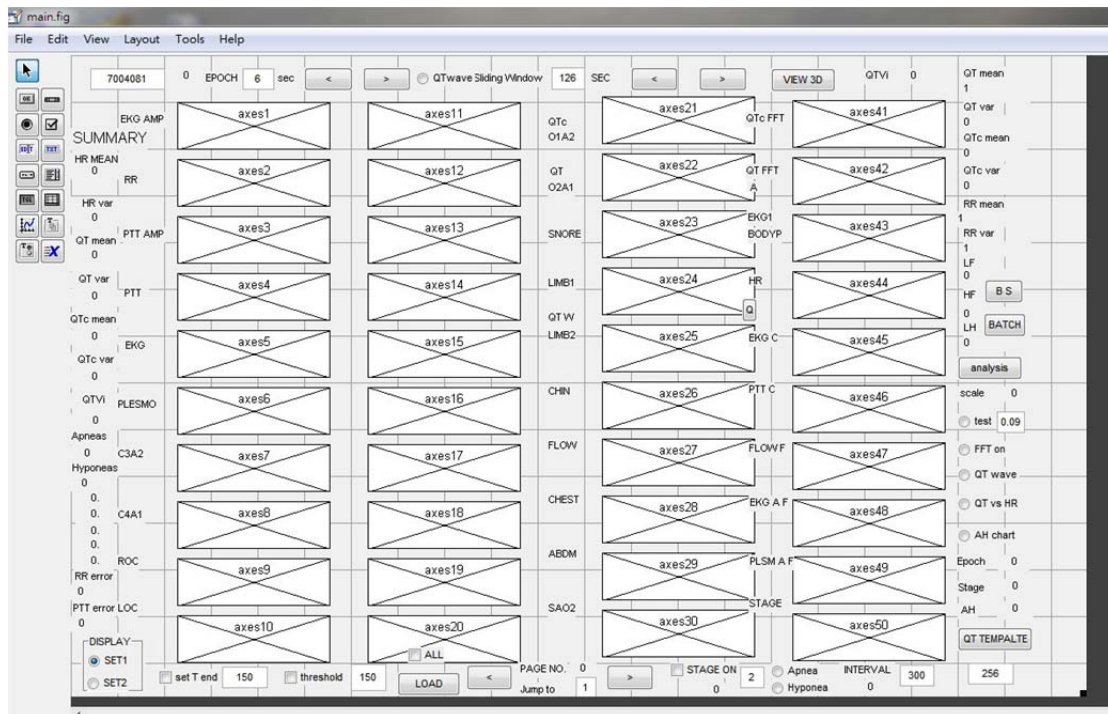 main.fig
File Edit View Layout Tools Help
7004081 0 EPOCH 6 sec < > QTwave Sliding Window 126 SEC < > VIEW 3D QTVi 0 QT mean
1
EKG AMP axes1 axes11 QTc O1A2 axes21 QTc FFT axes41 QT var
0
SUMMARY QTc mean
0
HR MEAN
0
RR axes2 axes12 QT O2A1 axes22 QT FFT A axes42 QTc var
0
HR var
0
RR mean
1
PTT AMP axes3 axes13 SNORE axes23 EKG1 BODYP axes43 RR var
1
QT mean
0
LF
0
QT var
0
PTT axes4 axes14 LIMB1 axes24 HR Q axes44 HF B S
0
QTc mean
0
QT W
LH BATCH
0
EKG axes5 axes15 LIMB2 axes25 EKG C axes45
QTc var
0
analysis
QTVi
0
PLESMO axes6 axes16 CHIN axes26 PTT C axes46 scale 0
test 0.09
Apneas
0
C3A2 axes7 axes17 FLOW axes27 FLOW F axes47 FFT on
Hyponeas
0
QT wave
0.
0.
C4A1 axes8 axes18 CHEST axes28 EKG A F axes48 QT vs HR
0.
0.
AH chart
0.
ROC axes9 axes19 ABDM axes29 PLSM A F axes49 Epoch 0
RR error
0
Stage 0
PTT error
0
LOC axes10 axes20 SAO2 axes30 STAGE axes50 AH 0
QT TEMPALTE
DISPLAY
SET1
SET2
ALL
set T end 150 threshold 150 LOAD < PAGE NO. 0 > STAGE ON 2 Apnea INTERVAL 300 256
Jump to 1 0 Hyponea 0